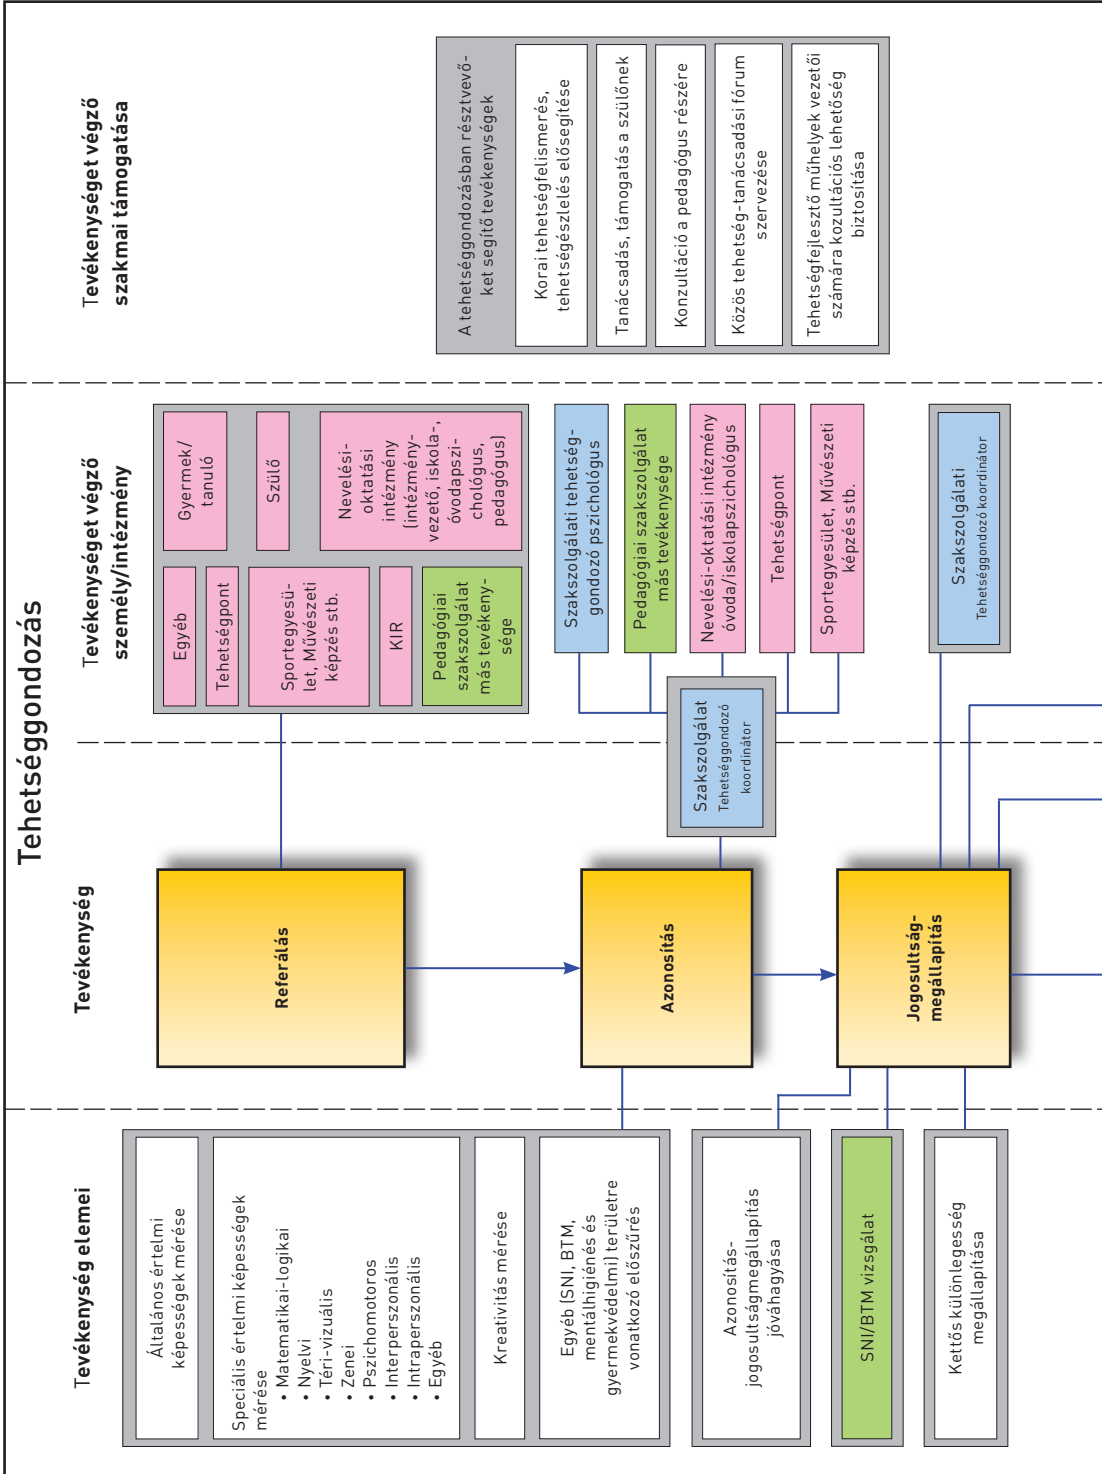 Tehetséggondozás
Tevékenység elemei
Tevékenység
Tevékenységet végző
személy/intézmény
Tevékenységet végző
szakmai támogatása
Általános értelmi
képességek mérése
Speciális értelmi képességek
mérése
• Matematikai-logikai
• Nyelvi
• Téri-vizuális
• Zenei
• Pszichomotoros
• Interperszonális
• Intraperszonális
• Egyéb
Kreativitás mérése
Egyéb (SNI, BTM,
mentálhigiénés és
gyermekvédelmi) területre
vonatkozó előszűrés
Azonosítás-
jogosultságmegállapítás
jóváhagyása
SNI/BTM vizsgálat
Kettős különlegesség
megállapítása
Referálás
Azonosítás
Jogosultság-
megállapítás
Egyéb
Tehetségpont
Sportegyesü-
let, Művészeti
képzés stb.
KIR
Pedagógiai
szakszolgálat
más tevékeny-
sége
Gyermek/
tanuló
Szülő
Nevelési-
oktatási
intézmény
(intézmény-
vezető, iskola-,
óvodapszi-
chológus,
pedagógus)
Szakszolgálat
Tehetséggondozó
koordinátor
Szakszolgálati tehetség-
gondozó pszichológus
Pedagógiai szakszolgálat
más tevékenysége
Nevelési-oktatási intézmény
óvoda/iskolapszichológus
Tehetségpont
Sportegyesület, Művészeti
képzés stb.
Szakszolgálati
Tehetséggondozó koordinátor
A tehetséggondozásban résztvevő-
ket segítő tevékenységek
Korai tehetségfelismerés,
tehetségészlelés elősegítése
Tanácsadás, támogatás a szülőnek
Konzultáció a pedagógus részére
Közös tehetség-tanácsadási fórum
szervezése
Tehetségfejlesztő műhelyek vezetői
számára kozultációs lehetőség
biztosítása